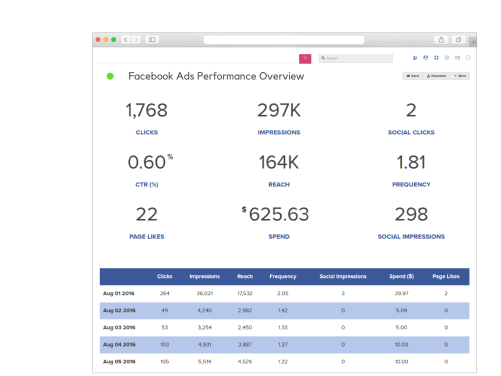 Search
Facebook Ads Performance Overview
Send Download More
1,768 297K 2
CLICKS IMPRESSIONS SOCIAL CLICKS
0.60% 164K 1.81
CTR (%) REACH FREQUENCY
22 $625.63 298
PAGE LIKES SPEND SOCIAL IMPRESSIONS
Clicks Impressions Reach Frequency Social Impressions Spend ($) Page Likes
Aug 01 2016 264 36,021 17,532 2.05 3 29.97 2
Aug 02 2016 49 4,240 2,982 1.42 0 5.04 0
Aug 03 2016 53 3,254 2,450 1.33 0 5.00 0
Aug 04 2016 103 4,931 3,887 1.27 0 10.00 0
Aug 05 2016 105 5,514 4,526 1.22 0 10.00 0